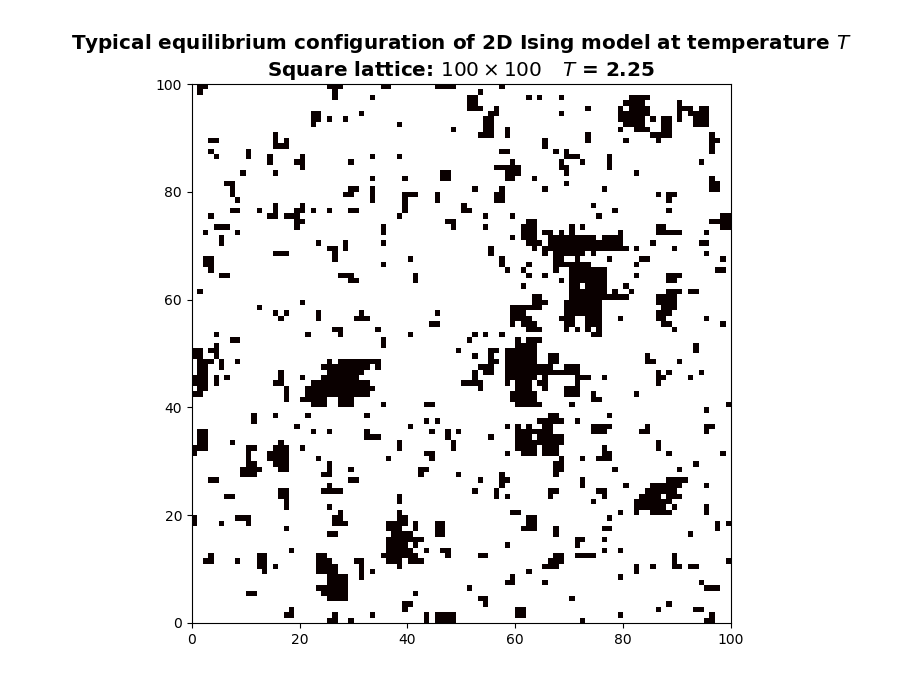 Typical equilibrium configuration of 2D Ising model at temperature T
Square lattice: 100 × 100 T = 2.25
100
80
60
40
20
0
0 20 40 60 80 100